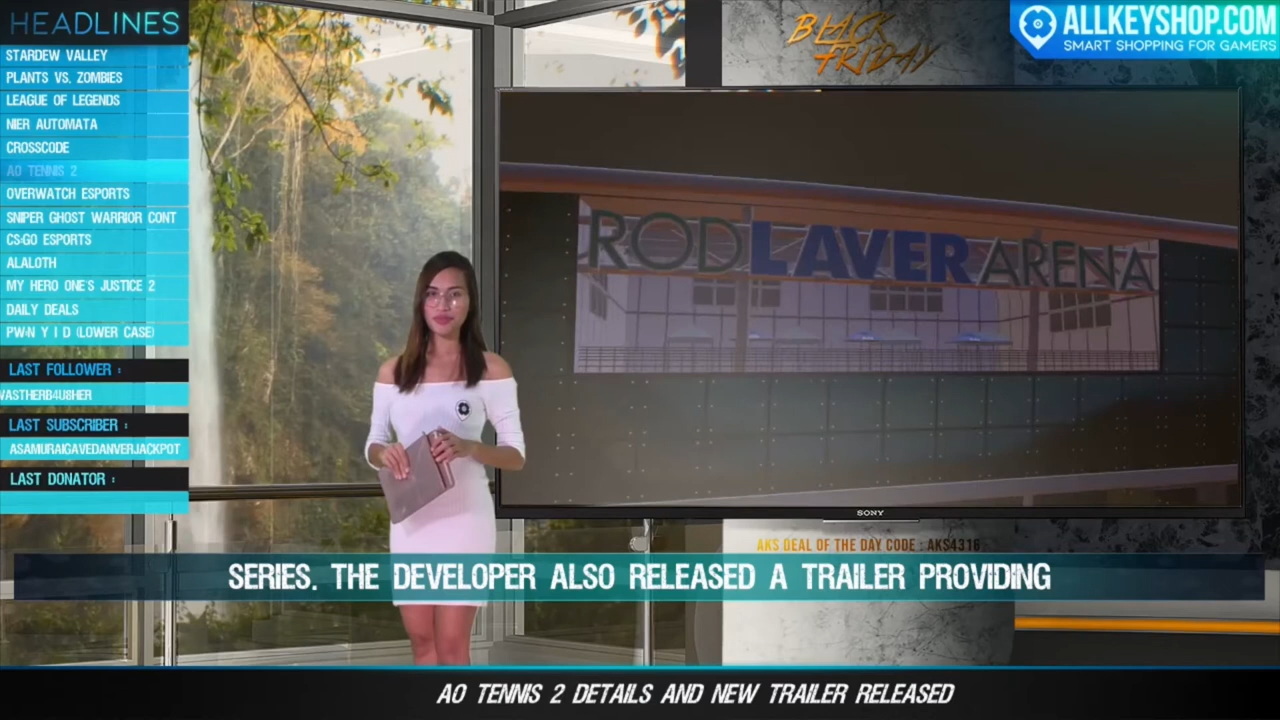 HEADLINES
STARDEW VALLEY
PLANTS VS. ZOMBIES
LEAGUE OF LEGENDS
NIER AUTOMATA
CROSSCODE
AO TENNIS 2
OVERWATCH ESPORTS
SNIPER GHOST WARRIOR CONT
CS:GO ESPORTS
ALALOTH
MY HERO ONE'S JUSTICE 2
DAILY DEALS
PW:N Y I D (LOWER CASE)
LAST FOLLOWER :
VASTHERB4U8HER
LAST SUBSCRIBER :
ASAMURAIGAVEDANVERJACKPOT
LAST DONATOR :
BLACK
FRIDAY
ALLKEYSHOP.COM
SMART SHOPPING FOR GAMERS
ROD LAVER ARENA
SONY
AKS DEAL OF THE DAY CODE : AKS4316
SERIES. THE DEVELOPER ALSO RELEASED A TRAILER PROVIDING
AO TENNIS 2 DETAILS AND NEW TRAILER RELEASED